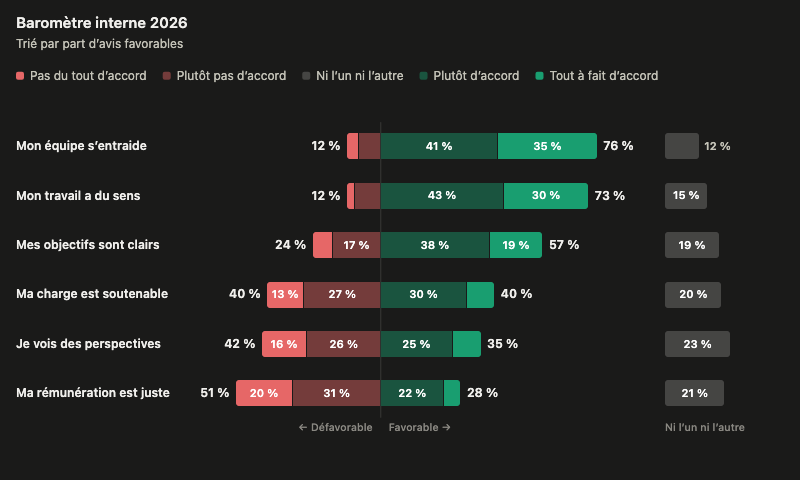 Baromètre interne 2026
Trié par part d’avis favorables
Pas du tout d’accord Plutôt pas d’accord Ni l’un ni l’autre Plutôt d’accord Tout à fait d’accord
Mon équipe s’entraide 12 % 41 % 35 % 76 % 12 %
Mon travail a du sens 12 % 43 % 30 % 73 % 15 %
Mes objectifs sont clairs 24 % 17 % 38 % 19 % 57 % 19 %
Ma charge est soutenable 40 % 13 % 27 % 30 % 40 % 20 %
Je vois des perspectives 42 % 16 % 26 % 25 % 35 % 23 %
Ma rémunération est juste 51 % 20 % 31 % 22 % 28 % 21 %
← Défavorable Favorable → Ni l’un ni l’autre